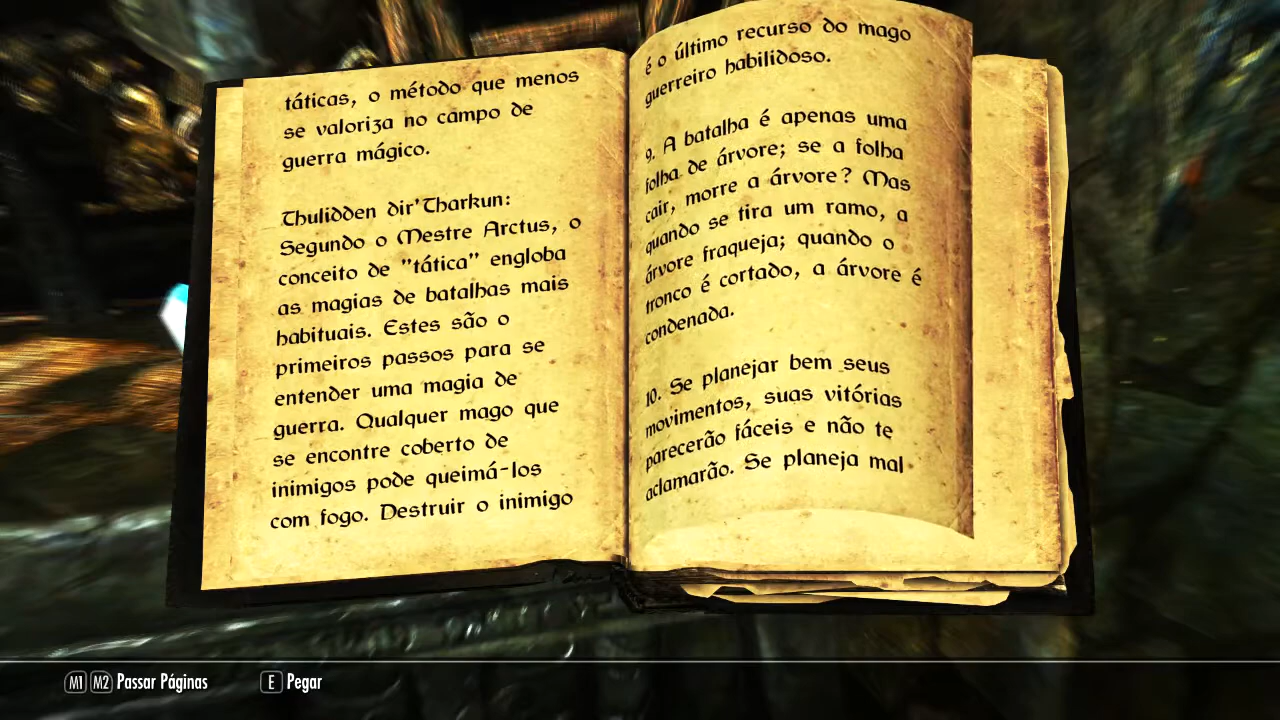 táticas, o método que menos
se valoriza no campo de
guerra mágico.
Thulidden dir'Tharkun:
Segundo o Mestre Arctus, o
conceito de "tática" engloba
as magias de batalhas mais
habituais. Estes são o
primeiros passos para se
entender uma magia de
guerra. Qualquer mago que
se encontre coberto de
inimigos pode queimá-los
com fogo. Destruir o inimigo
é o último recurso do mago
guerreiro habilidoso.
9. A batalha é apenas uma
folha de árvore; se a folha
cair, morre a árvore? Mas
quando se tira um ramo, a
árvore fraqueja; quando o
tronco é cortado, a árvore é
condenada.
10. Se planejar bem seus
movimentos, suas vitórias
parecerão fáceis e não te
aclamarão. Se planeja mal
M1 M2 Passar Páginas E Pegar